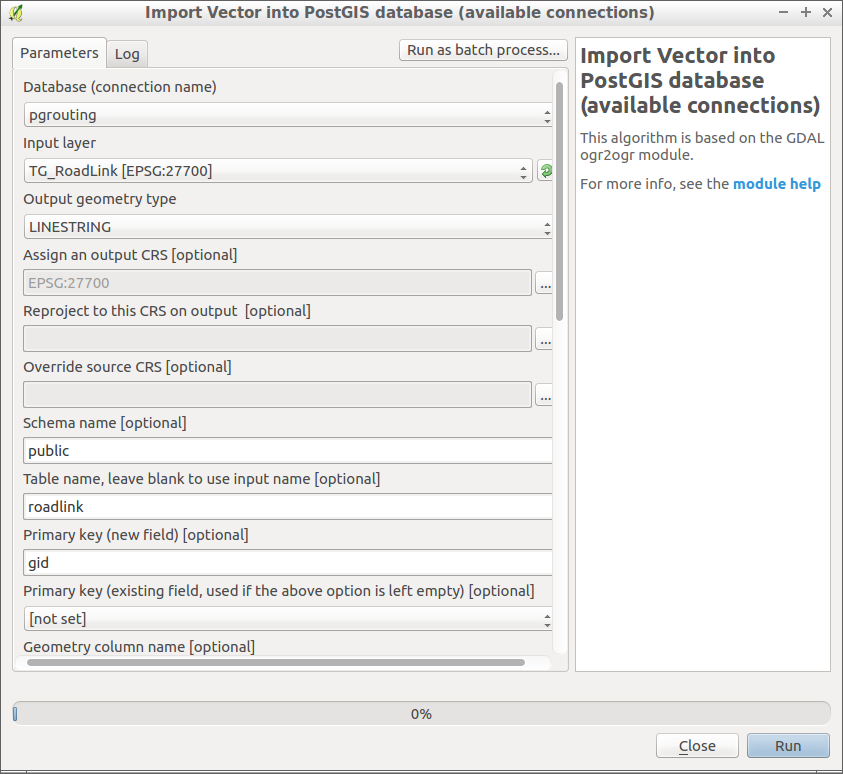 Import Vector into PostGIS database (available connections)
Parameters
Log
Run as batch process...
Database (connection name)
pgrouting
Input layer
TG_RoadLink [EPSG:27700]
Output geometry type
LINESTRING
Assign an output CRS [optional]
EPSG:27700
...
Reproject to this CRS on output  [optional]
...
Override source CRS [optional]
...
Schema name [optional]
public
Table name, leave blank to use input name [optional]
roadlink
Primary key (new field) [optional]
gid
Primary key (existing field, used if the above option is left empty) [optional]
[not set]
Geometry column name [optional]
Import Vector into
PostGIS database
(available connections)
This algorithm is based on the GDAL
ogr2ogr module.
For more info, see the module help
0%
Close
Run